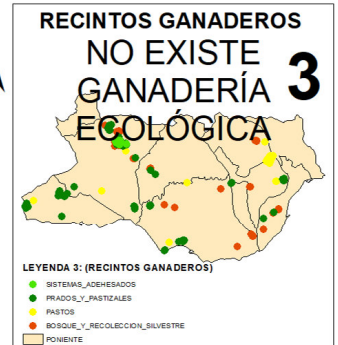 RECINTOS GANADEROS
NO EXISTE
GANADERÍA
ECOLÓGICA
3
LEYENDA 3: (RECINTOS GANADEROS)
SISTEMAS_ADEHESADOS
PRADOS_Y_PASTIZALES
PASTOS
BOSQUE_Y_RECOLECCION_SILVESTRE
PONIENTE